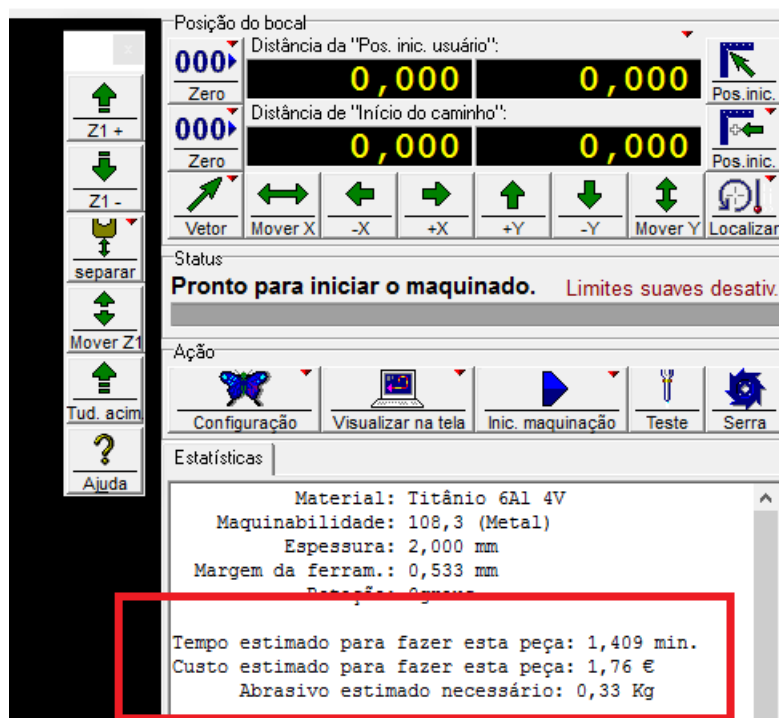 Posição do bocal
Distância da "Pos. inic. usuário":
000
Zero
0,000 0,000
Pos.inic.
Distância de "Início do caminho":
000
Zero
0,000 0,000
Pos.inic.
Vetor Mover X -X +X +Y -Y Mover Y Localizar
Z1 +
Z1 -
separar
Mover Z1
Tud. acim
Ajuda
Status
Pronto para iniciar o maquinado. Limites suaves desativ.
Ação
Configuração Visualizar na tela Inic. maquinação Teste Serra
Estatísticas
Material: Titânio 6Al 4V
Maquinabilidade: 108,3 (Metal)
Espessura: 2,000 mm
Margem da ferram.: 0,533 mm
Tempo estimado para fazer esta peça: 1,409 min.
Custo estimado para fazer esta peça: 1,76 €
Abrasivo estimado necessário: 0,33 Kg